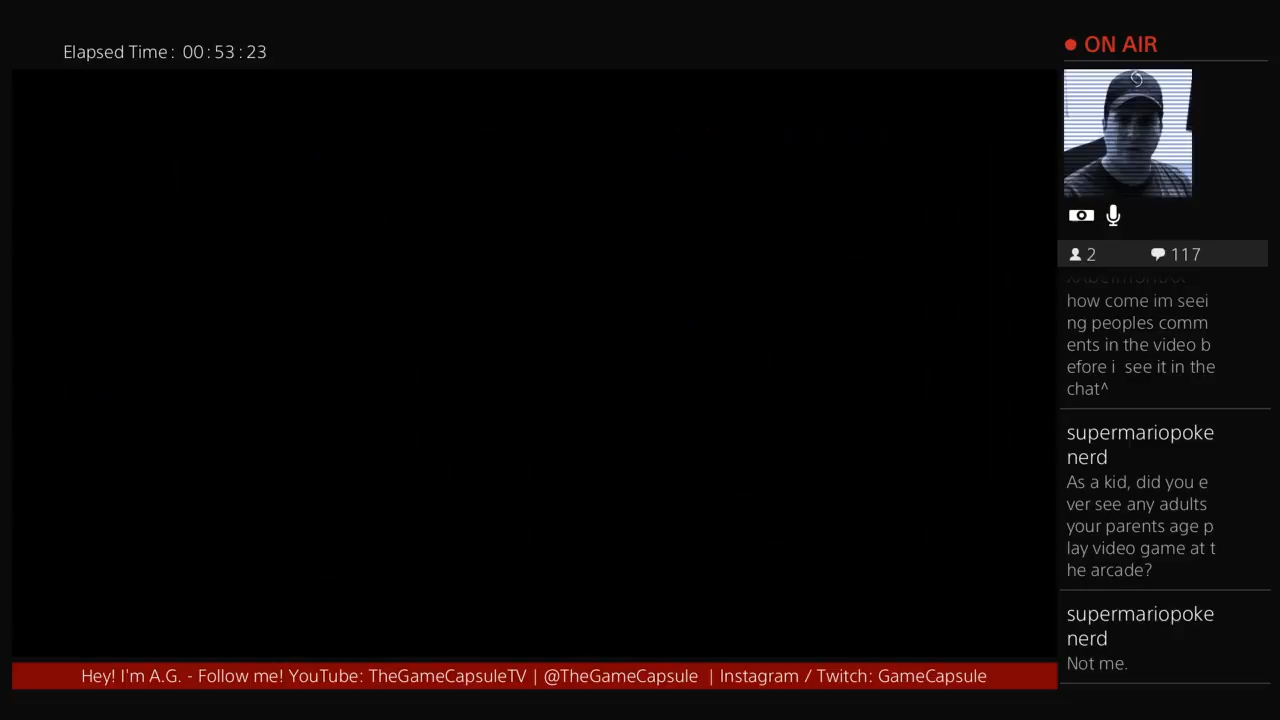 Elapsed Time: 00:53:23
ON AIR
2 117
how come im seei
ng peoples comm
ents in the video b
efore i see it in the
chat^
supermariopoke
nerd
As a kid, did you e
ver see any adults
your parents age p
lay video game at t
he arcade?
supermariopoke
nerd
Not me.
Hey! I'm A.G. - Follow me! YouTube: TheGameCapsuleTV | @TheGameCapsule | Instagram / Twitch: GameCapsule